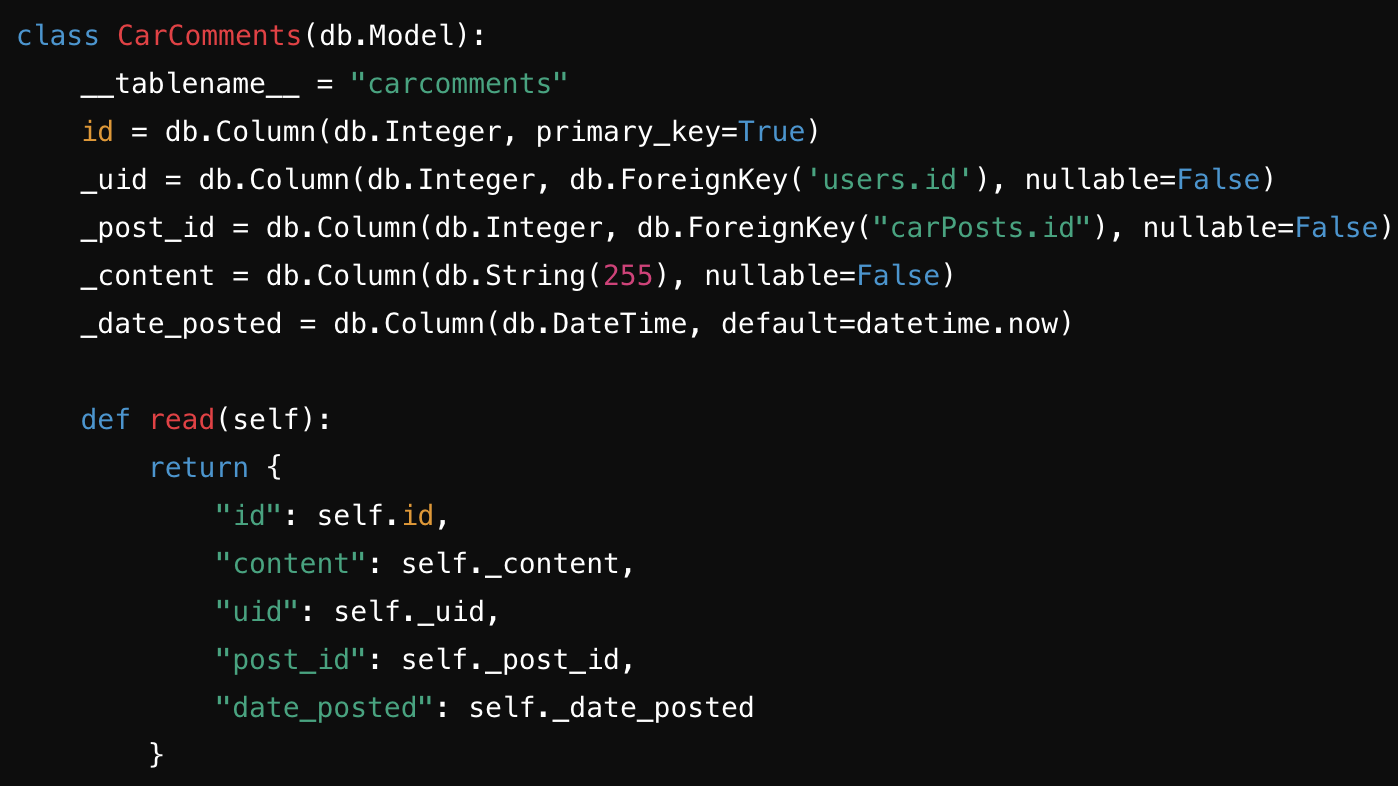 class CarComments(db.Model):
    __tablename__ = "carcomments"
    id = db.Column(db.Integer, primary_key=True)
    _uid = db.Column(db.Integer, db.ForeignKey('users.id'), nullable=False)
    _post_id = db.Column(db.Integer, db.ForeignKey("carPosts.id"), nullable=False)
    _content = db.Column(db.String(255), nullable=False)
    _date_posted = db.Column(db.DateTime, default=datetime.now)

    def read(self):
        return {
            "id": self.id,
            "content": self._content,
            "uid": self._uid,
            "post_id": self._post_id,
            "date_posted": self._date_posted
        }